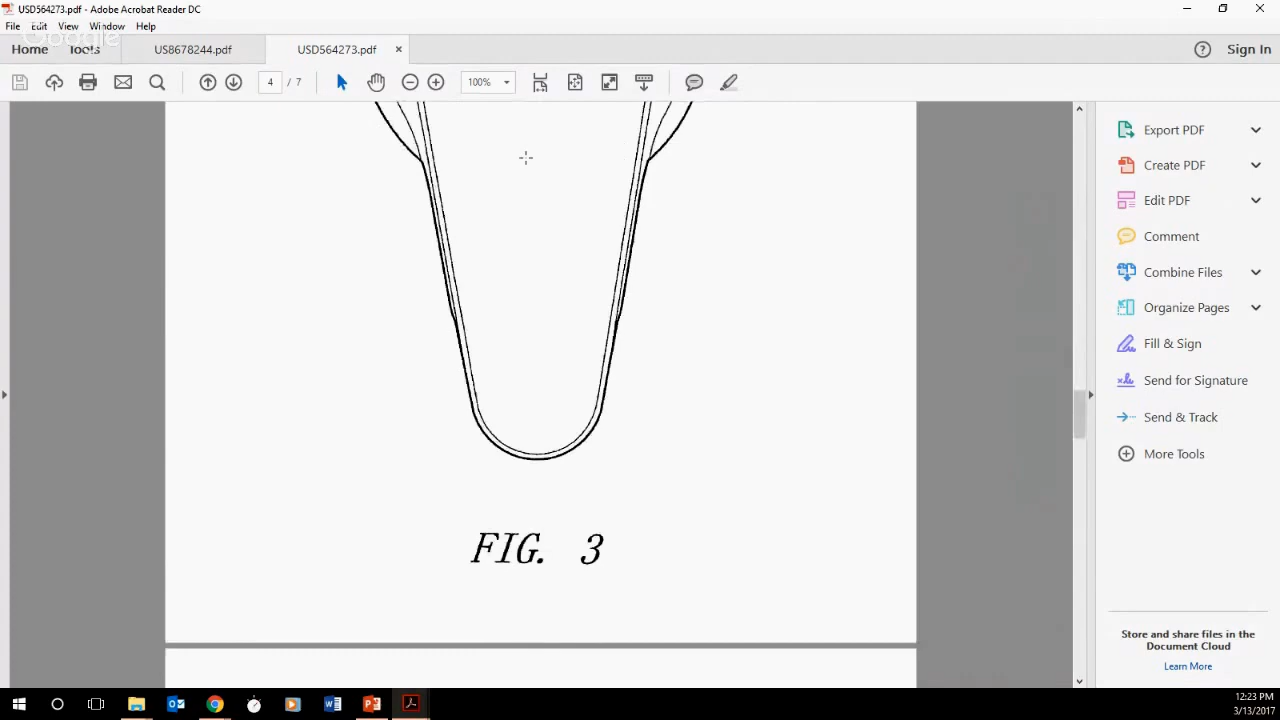 USD564273.pdf - Adobe Acrobat Reader DC
File Edit View Window Help
Google
Home Tools US8678244.pdf USD564273.pdf × Sign In
4 / 7 100%
Export PDF
Create PDF
Edit PDF
Comment
Combine Files
Organize Pages
Fill & Sign
Send for Signature
Send & Track
More Tools
FIG. 3
Store and share files in the
Document Cloud
Learn More
12:23 PM
3/13/2017